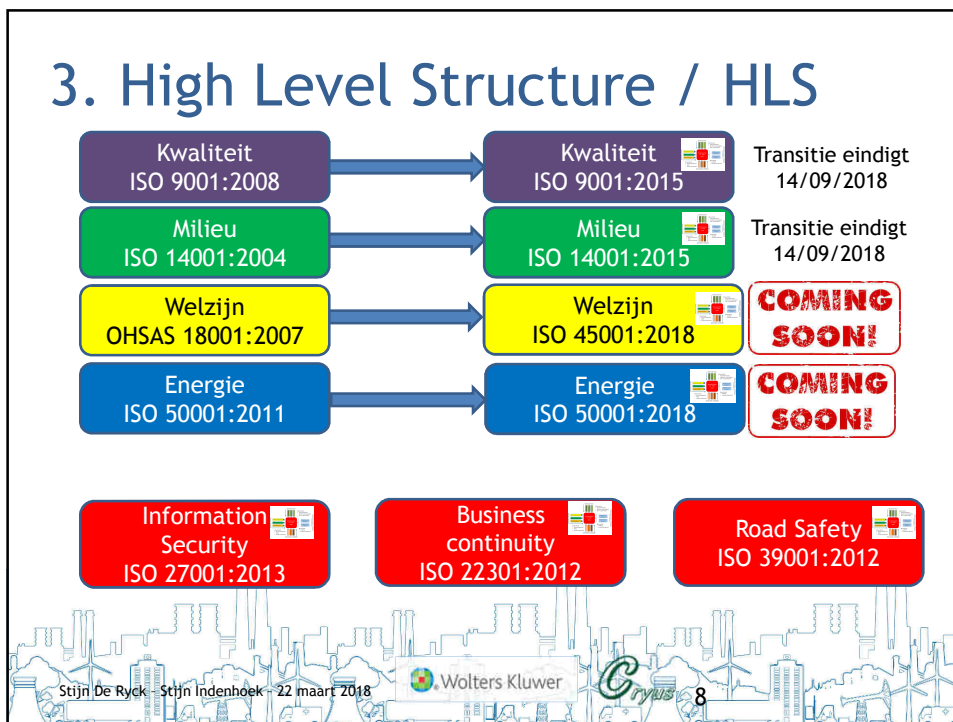 3. High Level Structure / HLS
Kwaliteit
ISO 9001:2008
Kwaliteit
ISO 9001:2015
Transitie eindigt
14/09/2018
Milieu
ISO 14001:2004
Milieu
ISO 14001:2015
Transitie eindigt
14/09/2018
Welzijn
OHSAS 18001:2007
Welzijn
ISO 45001:2018
COMING
SOON!
Energie
ISO 50001:2011
Energie
ISO 50001:2018
COMING
SOON!
Information
Security
ISO 27001:2013
Business
continuity
ISO 22301:2012
Road Safety
ISO 39001:2012
Stijn De Ryck – Stijn Indenhoek – 22 maart 2018
Wolters Kluwer
Cryus
8